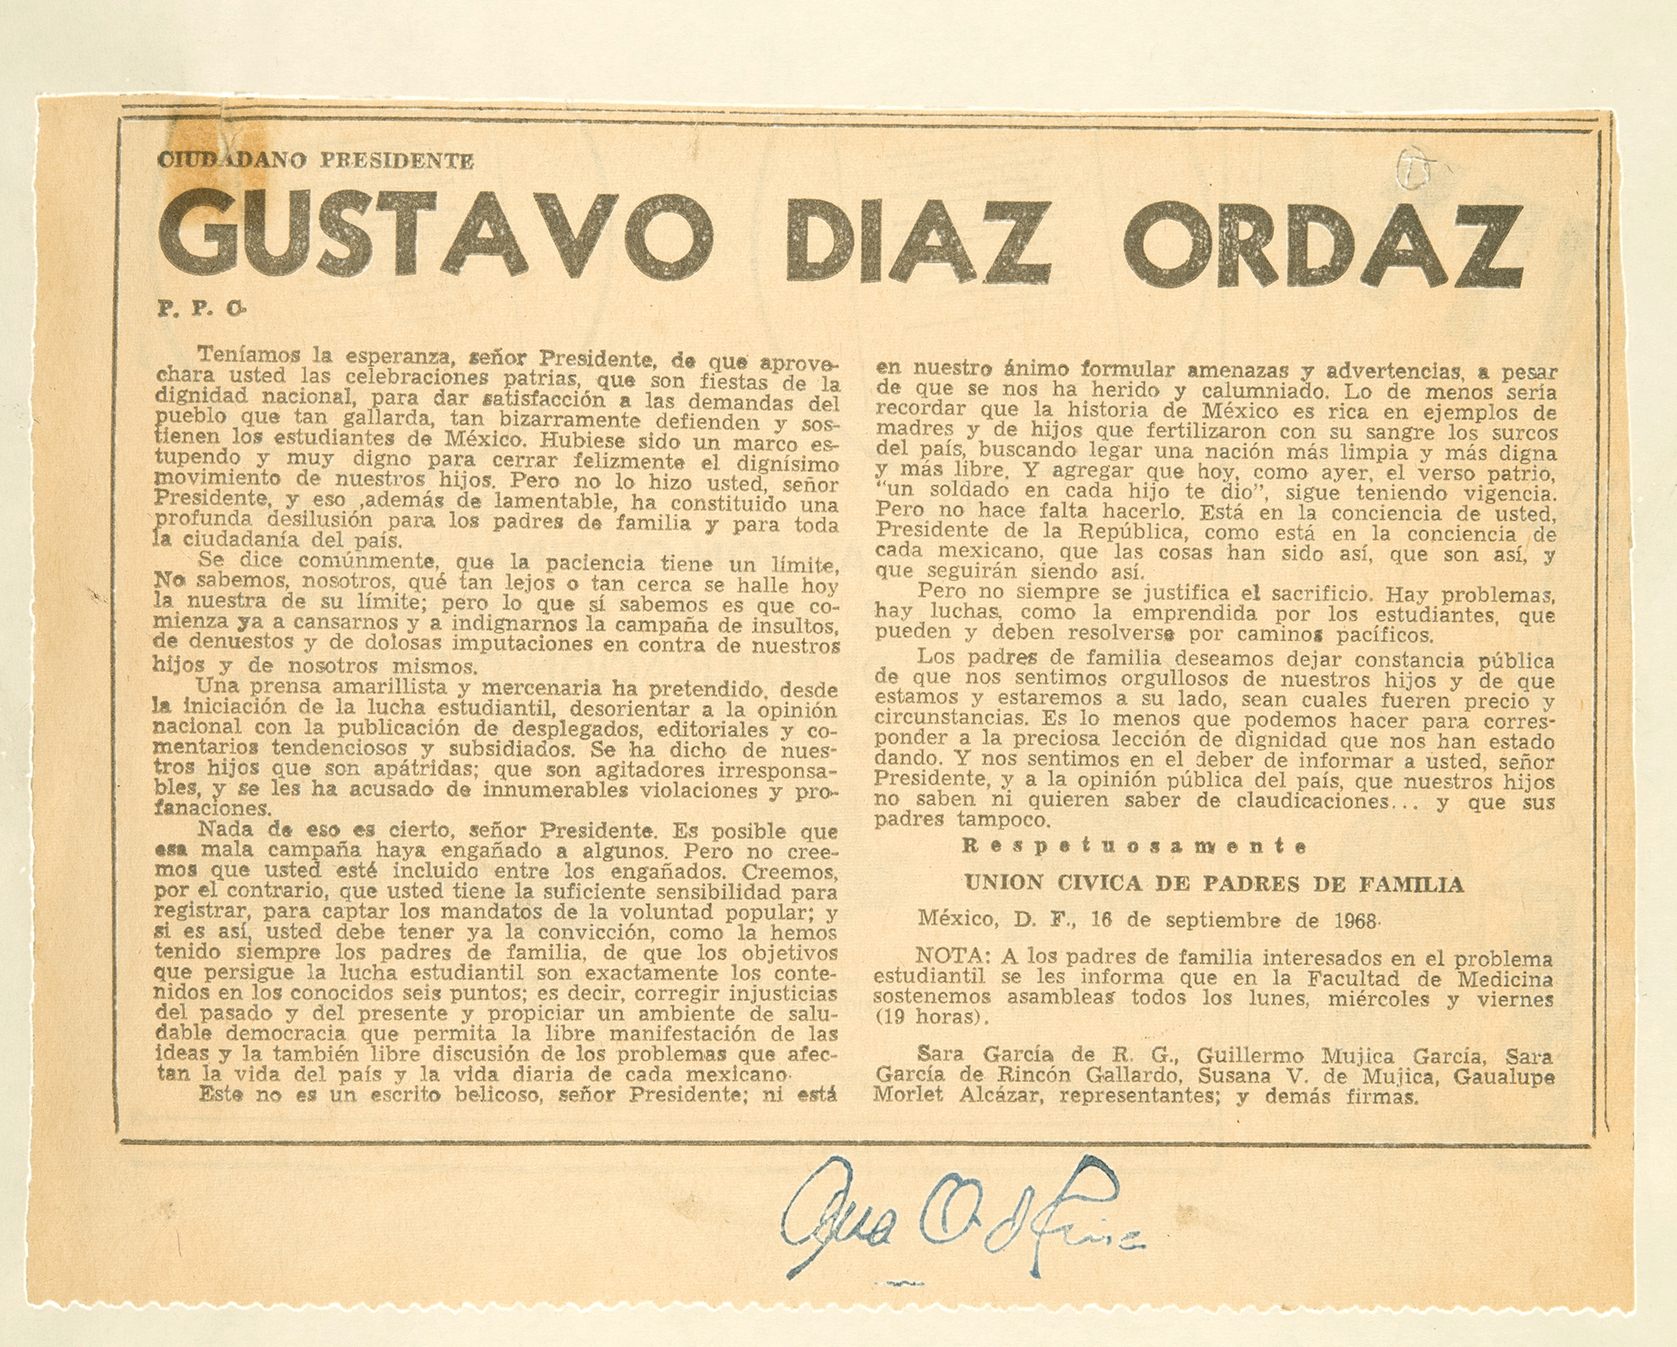 CIUDADANO PRESIDENTE
GUSTAVO DIAZ ORDAZ
P. P. O.
Teníamos la esperanza, señor Presidente, de que aprove-
chara usted las celebraciones patrias, que son fiestas de la
dignidad nacional, para dar satisfacción a las demandas del
pueblo que tan gallarda, tan bizarramente defienden y sos-
tienen los estudiantes de México. Hubiese sido un marco es-
tupendo y muy digno para cerrar felizmente el dignísimo
movimiento de nuestros hijos. Pero no lo hizo usted, señor
Presidente, y eso ,además de lamentable, ha constituido una
profunda desilusión para los padres de familia y para toda
la ciudadanía del país.
Se dice comúnmente, que la paciencia tiene un límite,
No sabemos, nosotros, qué tan lejos o tan cerca se halle hoy
la nuestra de su límite; pero lo que sí sabemos es que co-
mienza ya a cansarnos y a indignarnos la campaña de insultos,
de denuestos y de dolosas imputaciones en contra de nuestros
hijos y de nosotros mismos.
Una prensa amarillista y mercenaria ha pretendido, desde
la iniciación de la lucha estudiantil, desorientar a la opinión
nacional con la publicación de desplegados, editoriales y co-
mentarios tendenciosos y subsidiados. Se ha dicho de nues-
tros hijos que son apátridas; que son agitadores irresponsa-
bles, y se les ha acusado de innumerables violaciones y pro-
fanaciones.
Nada de eso es cierto, señor Presidente. Es posible que
esa mala campaña haya engañado a algunos. Pero no cree-
mos que usted esté incluido entre los engañados. Creemos,
por el contrario, que usted tiene la suficiente sensibilidad para
registrar, para captar los mandatos de la voluntad popular; y
si es así, usted debe tener ya la convicción, como la hemos
tenido siempre los padres de familia, de que los objetivos
que persigue la lucha estudiantil son exactamente los conte-
nidos en los conocidos seis puntos; es decir, corregir injusticias
del pasado y del presente y propiciar un ambiente de salu-
dable democracia que permita la libre manifestación de las
ideas y la también libre discusión de los problemas que afec-
tan la vida del país y la vida diaria de cada mexicano.
Este no es un escrito belicoso, señor Presidente; ni está
en nuestro ánimo formular amenazas y advertencias, a pesar
de que se nos ha herido y calumniado. Lo de menos sería
recordar que la historia de México es rica en ejemplos de
madres y de hijos que fertilizaron con su sangre los surcos
del país, buscando legar una nación más limpia y más digna
y más libre. Y agregar que hoy, como ayer, el verso patrio,
"un soldado en cada hijo te dio", sigue teniendo vigencia.
Pero no hace falta hacerlo. Está en la conciencia de usted,
Presidente de la República, como está en la conciencia de
cada mexicano, que las cosas han sido así, que son así, y
que seguirán siendo así.
Pero no siempre se justifica el sacrificio. Hay problemas,
hay luchas, como la emprendida por los estudiantes, que
pueden y deben resolverse por caminos pacíficos.
Los padres de familia deseamos dejar constancia pública
de que nos sentimos orgullosos de nuestros hijos y de que
estamos y estaremos a su lado, sean cuales fueren precio y
circunstancias. Es lo menos que podemos hacer para corres-
ponder a la preciosa lección de dignidad que nos han estado
dando. Y nos sentimos en el deber de informar a usted, señor
Presidente, y a la opinión pública del país, que nuestros hijos
no saben ni quieren saber de claudicaciones... y que sus
padres tampoco.
Respetuosamente
UNION CIVICA DE PADRES DE FAMILIA
México, D. F., 16 de septiembre de 1968.
NOTA: A los padres de familia interesados en el problema
estudiantil se les informa que en la Facultad de Medicina
sostenemos asambleas todos los lunes, miércoles y viernes
(19 horas).
Sara García de R. G., Guillermo Mujica García, Sara
García de Rincón Gallardo, Susana V. de Mujica, Gaualupe
Morlet Alcázar, representantes; y demás firmas.
Ana O. d